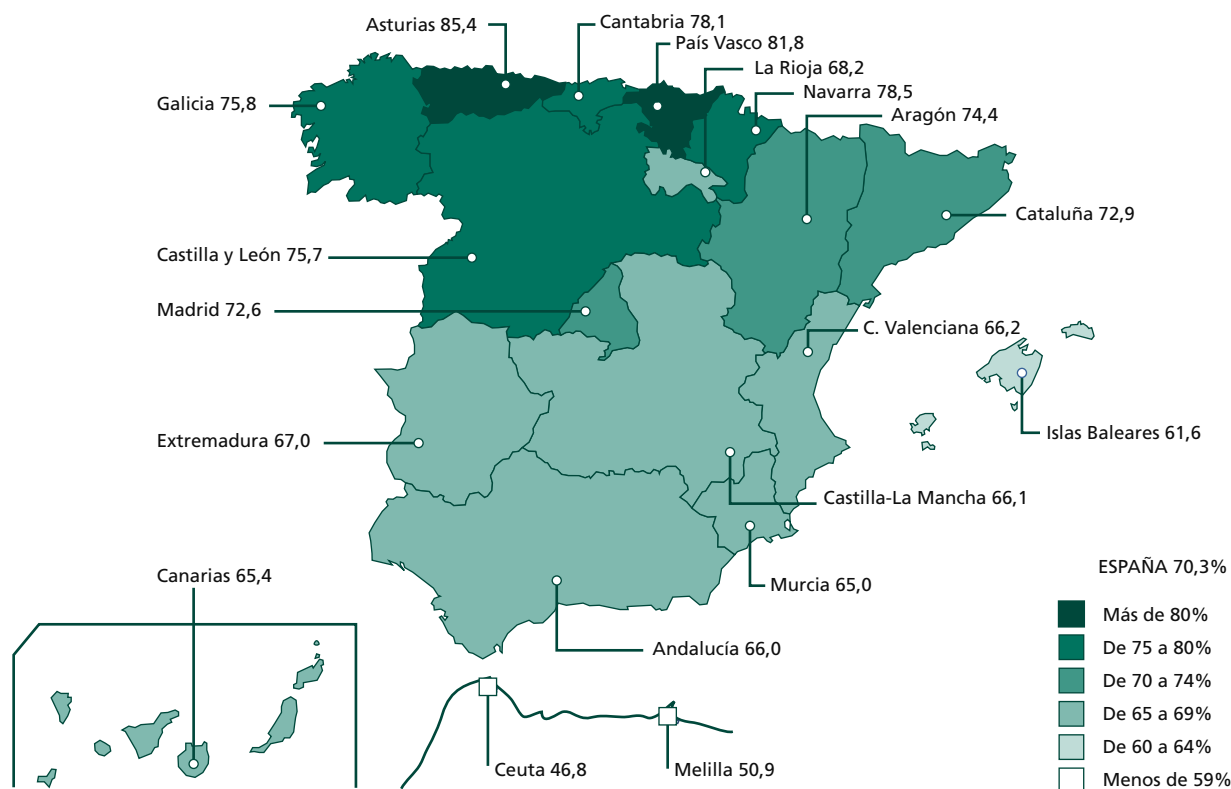 Asturias 85,4
Cantabria 78,1
País Vasco 81,8
La Rioja 68,2
Navarra 78,5
Galicia 75,8
Aragón 74,4
Cataluña 72,9
Castilla y León 75,7
Madrid 72,6
C. Valenciana 66,2
Extremadura 67,0
Islas Baleares 61,6
Castilla-La Mancha 66,1
Canarias 65,4
Murcia 65,0
Andalucía 66,0
Ceuta 46,8
Melilla 50,9
ESPAÑA 70,3%
Más de 80%
De 75 a 80%
De 70 a 74%
De 65 a 69%
De 60 a 64%
Menos de 59%